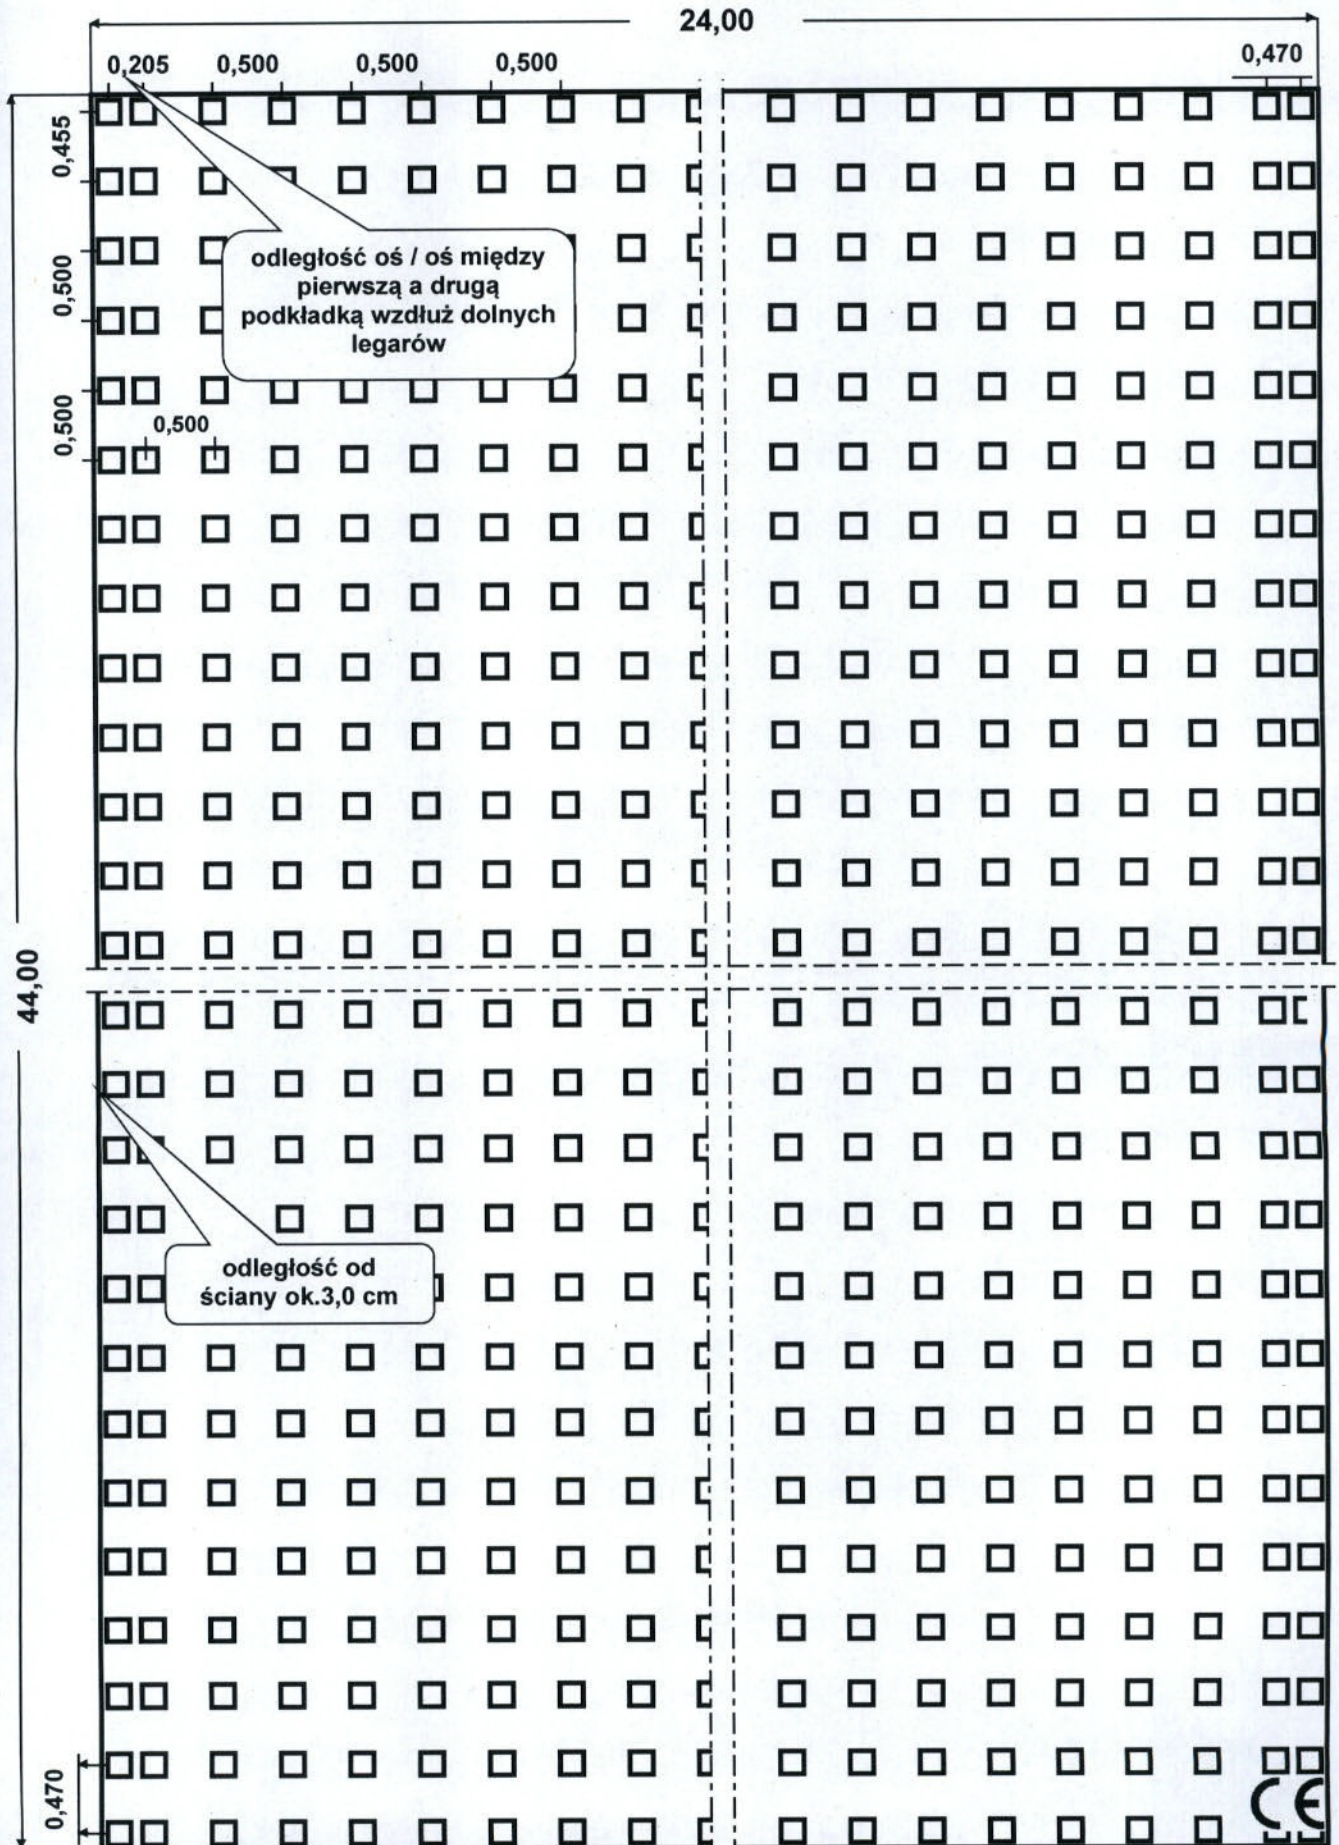 24,00
0,205 0,500 0,500 0,500 0,470
0,455
odległość oś / oś między
pierwszą a drugą
podkładką wzdłuż dolnych
legarów
0,500
0,500
0,500
44,00
odległość od
ściany ok.3,0 cm
0,470
CE